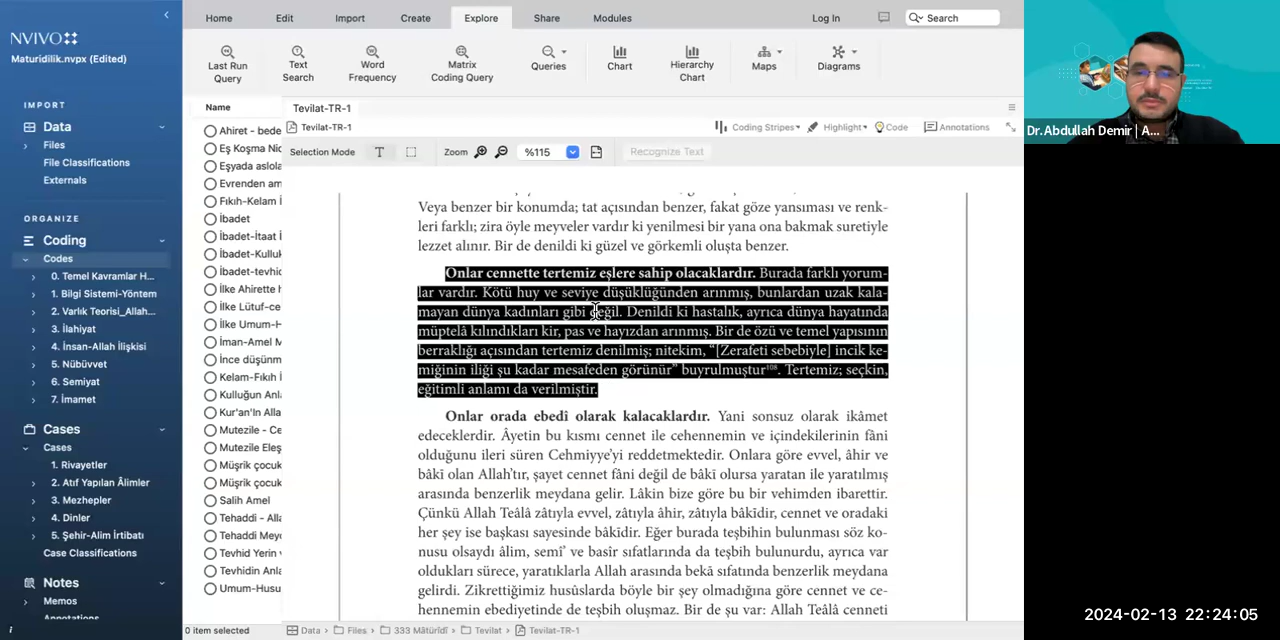 Home Edit Import Create Explore Share Modules Log In Search
NVIVO
Maturidilik.nvpx (Edited)
Last Run Query
Text Search
Word Frequency
Matrix Coding Query
Queries
Chart
Hierarchy Chart
Maps
Diagrams
IMPORT
Data
Files
File Classifications
Externals
ORGANIZE
Coding
Codes
0. Temel Kavramlar H...
1. Bilgi Sistemi-Yöntem
2. Varlık Teorisi_Allah...
3. İlahiyat
4. İnsan-Allah İlişkisi
5. Nübüvvet
6. Semiyat
7. İmamet
Cases
Cases
1. Rivayetler
2. Atıf Yapılan Âlimler
3. Mezhepler
4. Dinler
5. Şehir-Alim İrtibatı
Case Classifications
Notes
Memos
Annotations
Name
Ahiret - bede
Eş Koşma Nic
Eşyada aslola
Evrenden am
Fıkıh-Kelam İ
İbadet
İbadet-İtaat İ
İbadet-Kulluk
İbadet-tevhic
İlke Ahirette h
İlke Lütuf-ce
İlke Umum-H
İman-Amel M
İnce düşünm
Kelam-Fıkıh İ
Kulluğun Anl
Kur'an'ın Alla
Mutezile - Ce
Mutezile Eleş
Müşrik çocuk
Müşrik çocuk
Salih Amel
Tehaddi - Alla
Tehaddi Meyd
Tevhid Yerin v
Tevhidin Anla
Umum-Husu
0 item selected
Tevilat-TR-1
Tevilat-TR-1
Coding Stripes Highlight Code Annotations
Selection Mode T Zoom %115 Recognize Text
Veya benzer bir konumda; tat açısından benzer, fakat göze yansıması ve renk-
leri farklı; zira öyle meyveler vardır ki yenilmesi bir yana ona bakmak suretiyle
lezzet alınır. Bir de denildi ki güzel ve görkemli oluşta benzer.
Onlar cennette tertemiz eşlere sahip olacaklardır. Burada farklı yorum-
lar vardır. Kötü huy ve seviye düşüklüğünden arınmış, bunlardan uzak kala-
mayan dünya kadınları gibi değil. Denildi ki hastalık, ayrıca dünya hayatında
müptelâ kılındıkları kir, pas ve hayızdan arınmış. Bir de özü ve temel yapısının
berraklığı açısından tertemiz denilmiş; nitekim, “[Zerafeti sebebiyle] incik ke-
miğinin iliği şu kadar mesafeden görünür” buyrulmuştur¹⁰⁸. Tertemiz; seçkin,
eğitimli anlamı da verilmiştir.
Onlar orada ebedî olarak kalacaklardır. Yani sonsuz olarak ikâmet
edeceklerdir. Âyetin bu kısmı cennet ile cehennemin ve içindekilerinin fâni
olduğunu ileri süren Cehmiyye’yi reddetmektedir. Onlara göre evvel, âhir ve
bâkī olan Allah’tır, şayet cennet fâni değil de bâkī olursa yaratan ile yaratılmış
arasında benzerlik meydana gelir. Lâkin bize göre bu bir vehimden ibarettir.
Çünkü Allah Teâlâ zâtıyla evvel, zâtıyla âhir, zâtıyla bâkīdir, cennet ve oradaki
her şey ise başkası sayesinde bâkīdir. Eğer burada teşbihin bulunması söz ko-
nusu olsaydı âlim, semî’ ve basîr sıfatlarında da teşbih bulunurdu, ayrıca var
oldukları sürece, yaratıklarla Allah arasında bekā sıfatında benzerlik meydana
gelirdi. Zikrettiğimiz husûslarda böyle bir şey olmadığına göre cennet ve ce-
hennemin ebediyetinde de teşbih oluşmaz. Bir de şu var: Allah Teâlâ cenneti
Data Files 333 Mâtürîdî Tevilat Tevilat-TR-1
Dr.Abdullah Demir | A...
2024-02-13 22:24:05